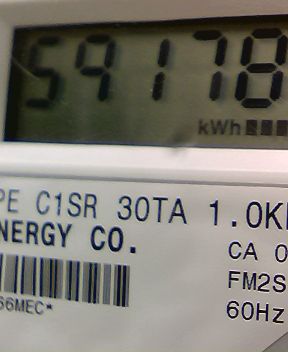 59178
kWh
PE C1SR 30TA 1.0K
NERGY CO.
CA 0
FM2S
66MEC*
60Hz